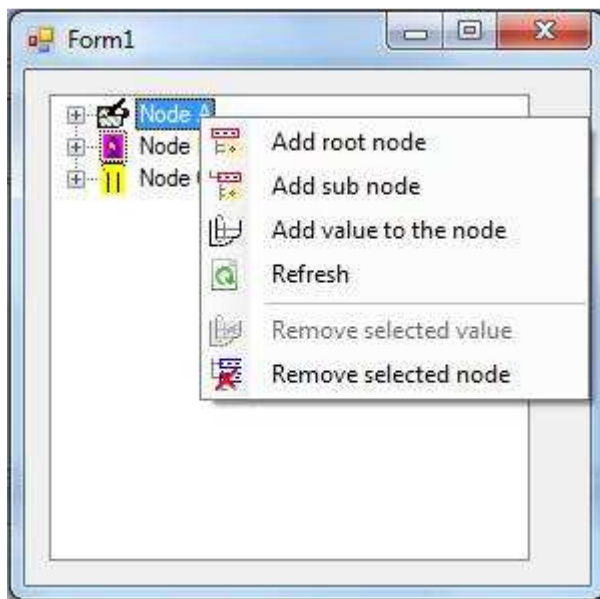 Form1
Node A
Node
Node
Add root node
Add sub node
Add value to the node
Refresh
Remove selected value
Remove selected node